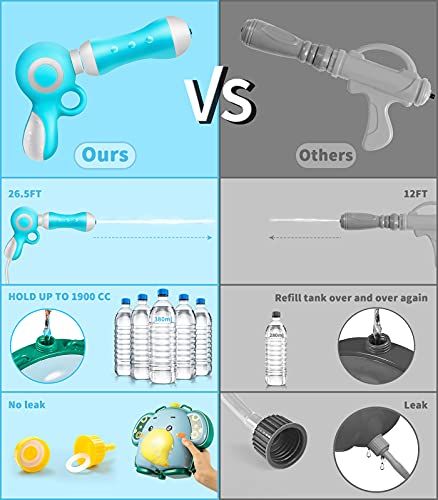 VS
Ours
Others
26.5FT
12FT
HOLD UP TO 1900 CC
Refill tank over and over again
380ml
380ml
No leak
Leak